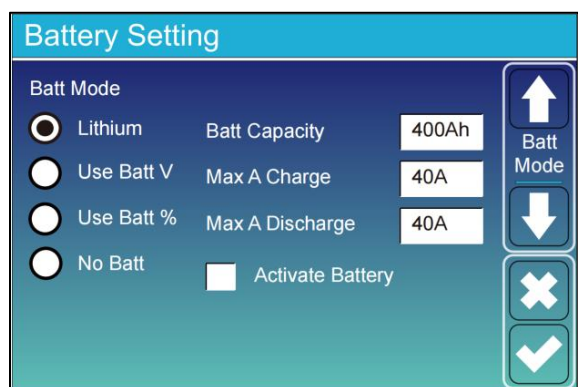 Battery Setting
Batt Mode
Lithium
Batt Capacity
400Ah
Use Batt V
Max A Charge
40A
Use Batt %
Max A Discharge
40A
No Batt
Activate Battery
Batt
Mode